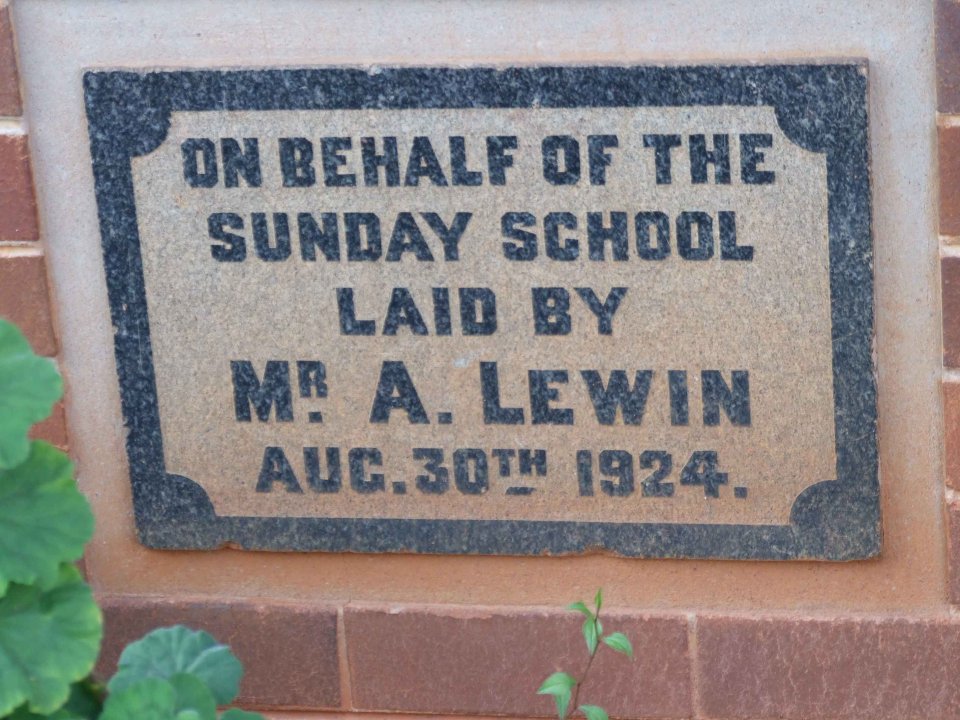 ON BEHALF OF THE
SUNDAY SCHOOL
LAID BY
MR. A. LEWIN
AUG. 30TH 1924.